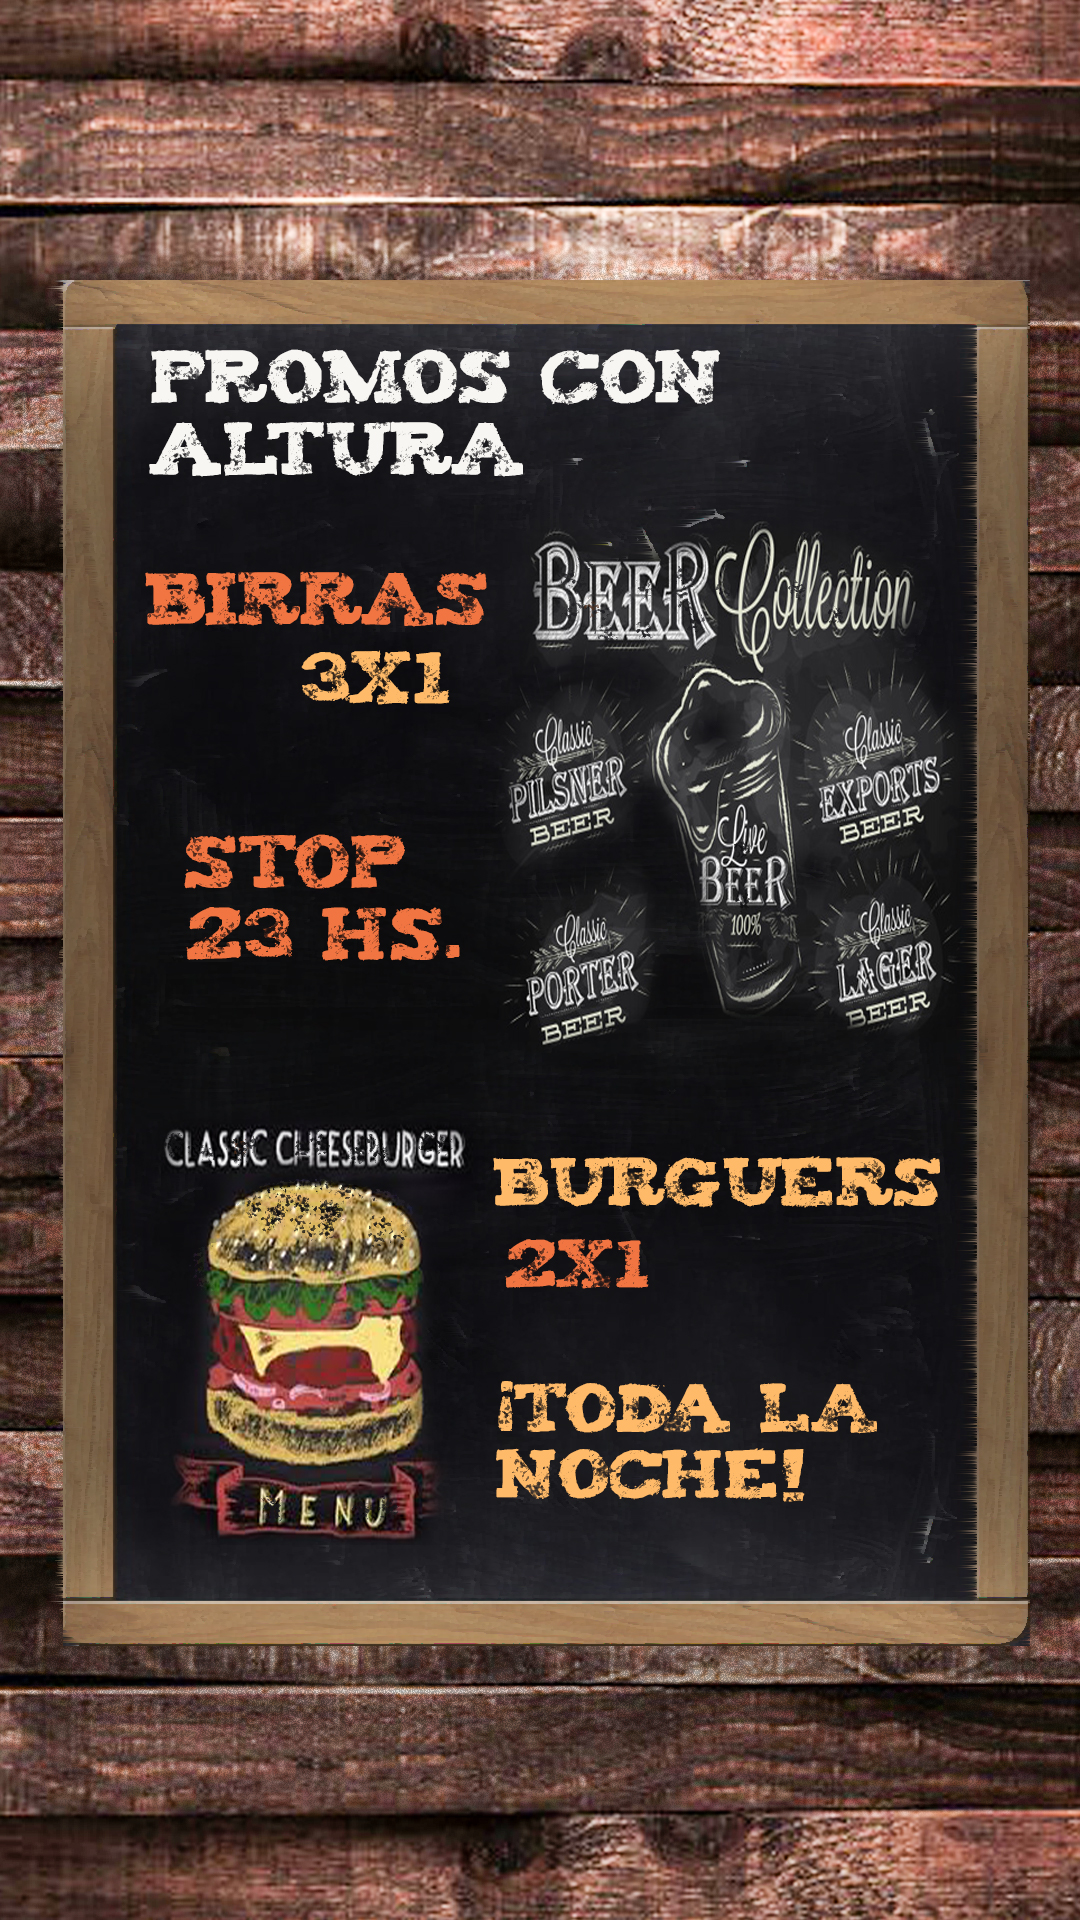 PROMOS CON
ALTURA
BIRRAS
3X1
BEER Collection
Classic
PILSNER
BEER
Classic
EXPORTS
BEER
Live
BEER
100%
Classic
PORTER
BEER
Classic
LAGER
BEER
STOP
23 HS.
CLASSIC CHEESEBURGER
MENU
BURGUERS
2X1
¡TODA LA
NOCHE!